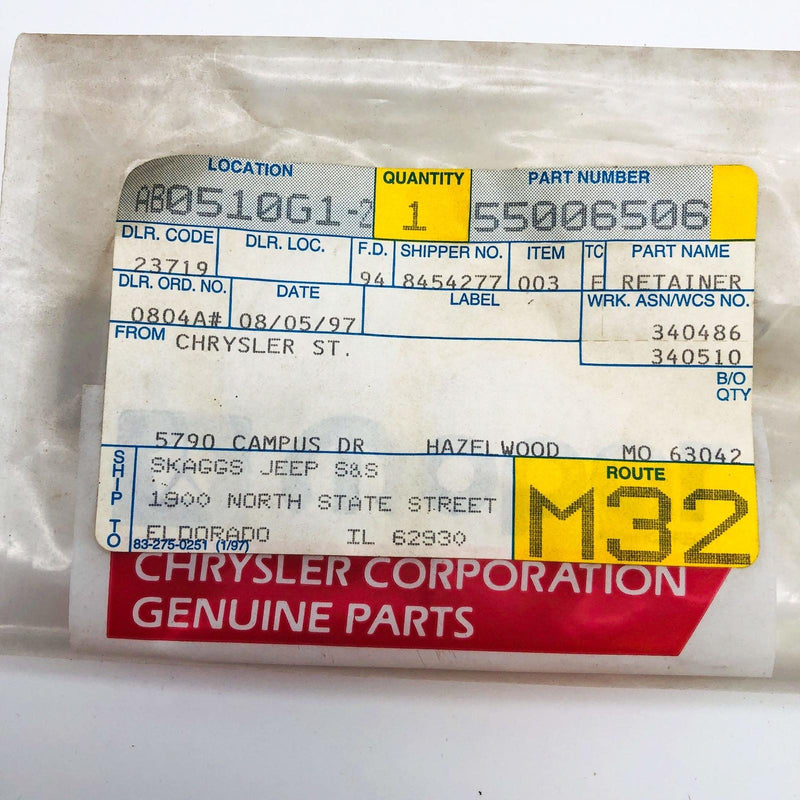 LOCATION QUANTITY PART NUMBER
AB0510G1-2 1 55006506
DLR. CODE DLR. LOC. F.D. SHIPPER NO. ITEM TC PART NAME
23719 94 8454277 003 E RETAINER
DLR. ORD. NO. DATE LABEL WRK. ASN/WCS NO.
0804A# 08/05/97 340486
FROM CHRYSLER ST. 340510
B/O
QTY
5790 CAMPUS DR HAZELWOOD MO 63042
SHIP TO SKAGGS JEEP S&S ROUTE
1900 NORTH STATE STREET M32
ELDORADO IL 62930
83-275-0251 (1/97)
CHRYSLER CORPORATION
GENUINE PARTS